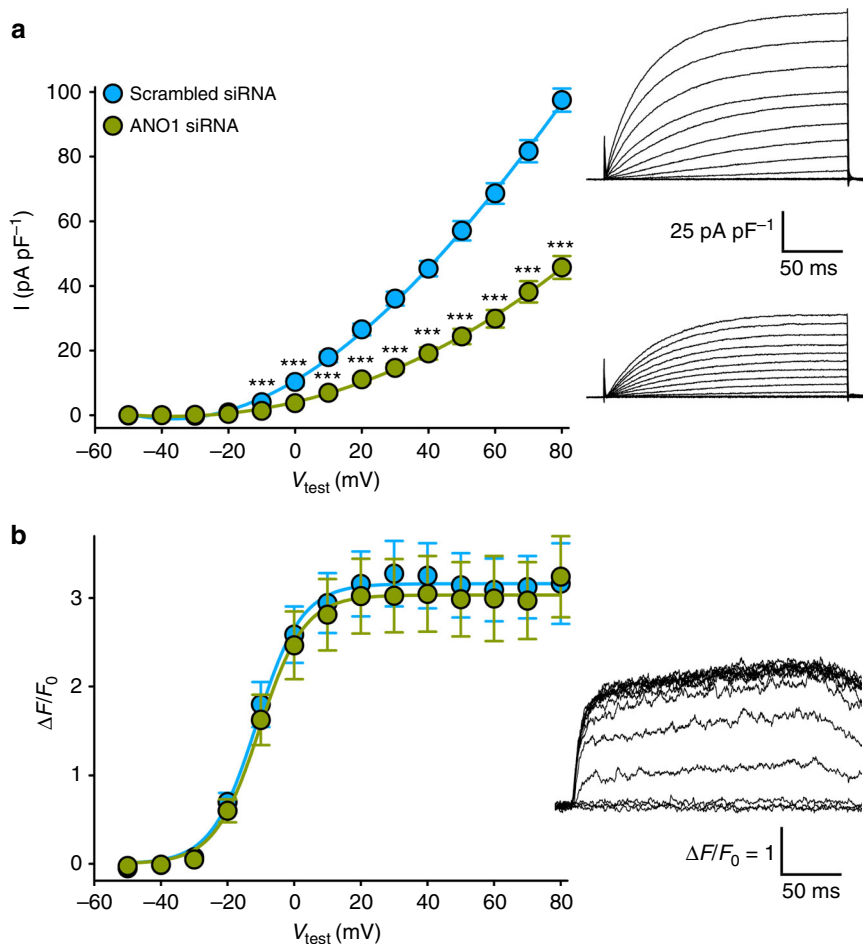 a
100
80
60
40
20
0
I (pA pF⁻¹)
Scrambled siRNA
ANO1 siRNA
*** *** *** *** *** *** *** *** *** ***
–60 –40 –20 0 20 40 60 80
Vtest (mV)
25 pA pF⁻¹
50 ms
b
3
2
1
0
ΔF/F0
–60 –40 –20 0 20 40 60 80
Vtest (mV)
ΔF/F0 = 1
50 ms